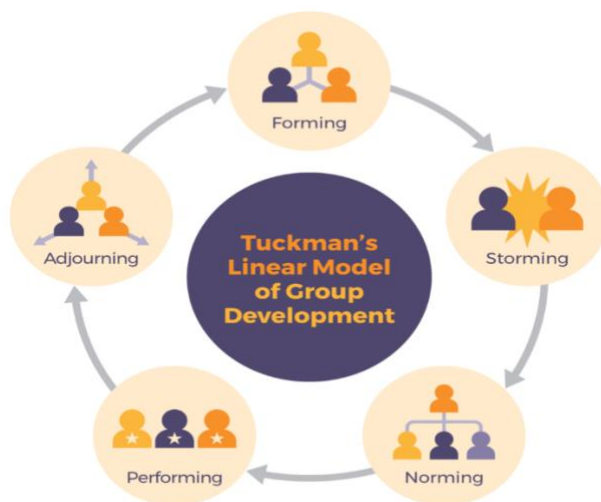 Forming
Storming
Norming
Performing
Adjourning
Tuckman's
Linear Model
of Group
Development